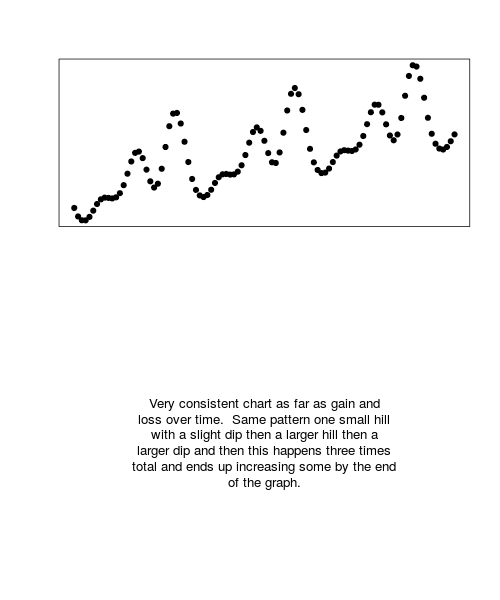 Very consistent chart as far as gain and
loss over time.  Same pattern one small hill
with a slight dip then a larger hill then a
larger dip and then this happens three times
total and ends up increasing some by the end
of the graph.